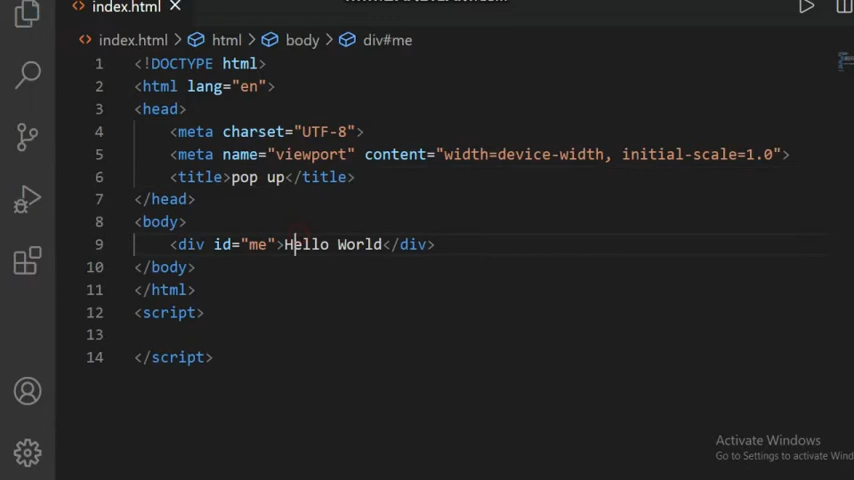 index.html
index.html > html > body > div#me
1 <!DOCTYPE html>
2 <html lang="en">
3 <head>
4 <meta charset="UTF-8">
5 <meta name="viewport" content="width=device-width, initial-scale=1.0">
6 <title>pop up</title>
7 </head>
8 <body>
9 <div id="me">Hello World</div>
10 </body>
11 </html>
12 <script>
13
14 </script>
Activate Windows
Go to Settings to activate Wind